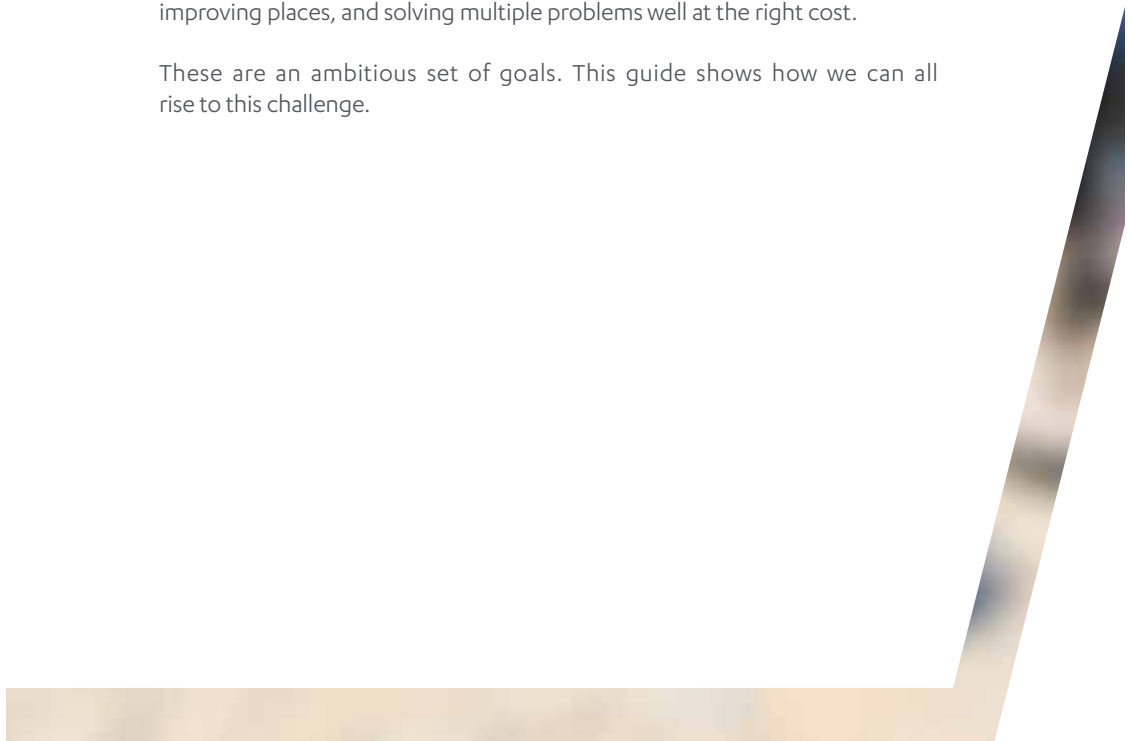 improving places, and solving multiple problems well at the right cost.
These are an ambitious set of goals. This guide shows how we can all
rise to this challenge.